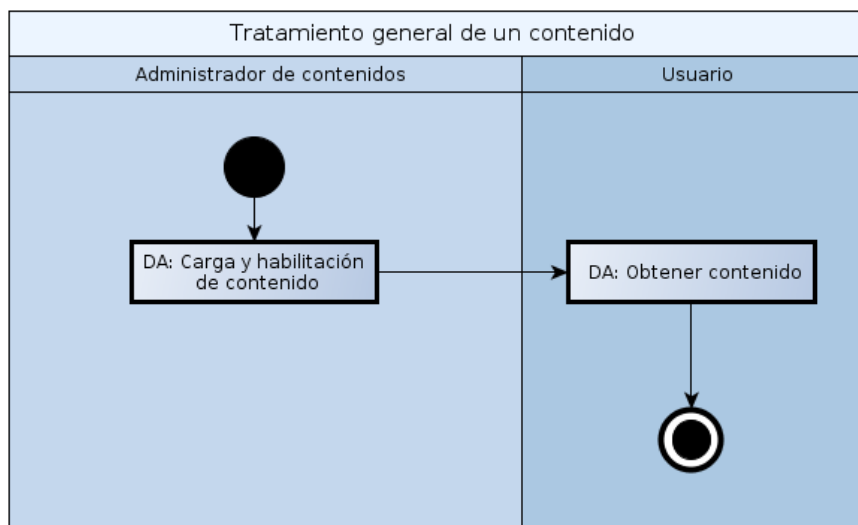 Tratamiento general de un contenido
Administrador de contenidos
Usuario
DA: Carga y habilitación
de contenido
DA: Obtener contenido